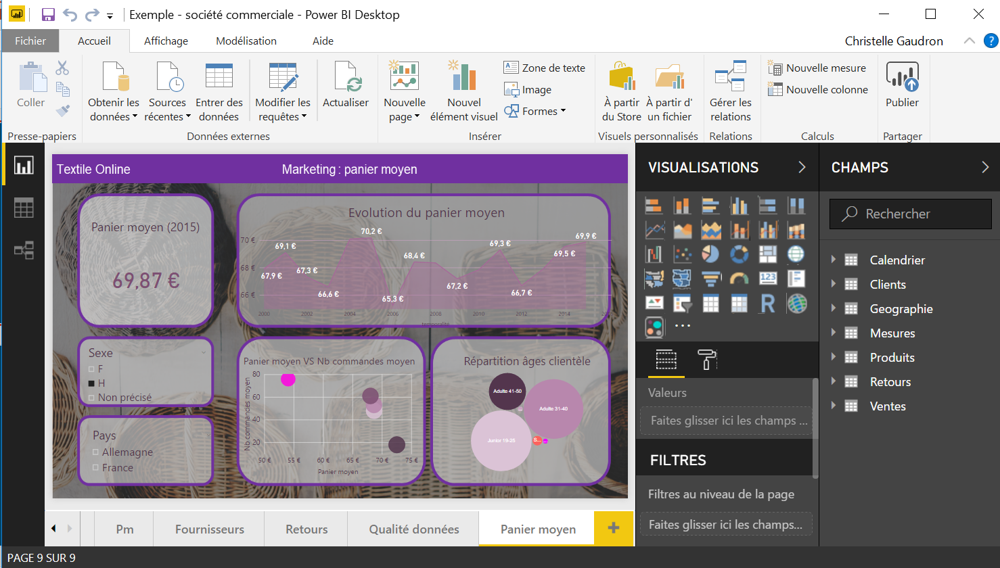 Exemple - société commerciale - Power BI Desktop
Fichier Accueil Affichage Modélisation Aide Christelle Gaudron ?
Coller
Obtenir les données
Sources récentes
Entrer des données
Modifier les requêtes
Actualiser
Nouvelle page
Nouvel élément visuel
Zone de texte
Image
Formes
À partir du Store
À partir d' un fichier
Gérer les relations
Nouvelle mesure
Nouvelle colonne
Publier
Presse-papiers Données externes Insérer Visuels personnalisés Relations Calculs Partager
Textile Online Marketing : panier moyen
Panier moyen (2015)
69,87 €
Evolution du panier moyen
70 €
68 €
66 €
67,9 € 69,1 € 67,3 € 66,6 € 70,2 € 65,3 € 68,4 € 67,2 € 69,3 € 66,7 € 69,5 € 69,9 €
2000 2002 2004 2006 2008 2010 2012 2014
Sexe
F
H
Non précisé
Pays
Allemagne
France
Panier moyen VS Nb commandes moyen
Nb commandes moyen
80
60
40
20
50 € 55 € 60 € 65 € 70 € 75 €
Panier moyen
Répartition âges clientèle
Adulte 41-50
Adulte 31-40
Junior 19-25
S...
VISUALISATIONS
123
R
...
Valeurs
Faites glisser ici les champs ...
FILTRES
Filtres au niveau de la page
Faites glisser ici les champs...
CHAMPS
Rechercher
Calendrier
Clients
Geographie
Mesures
Produits
Retours
Ventes
Pm Fournisseurs Retours Qualité données Panier moyen +
PAGE 9 SUR 9